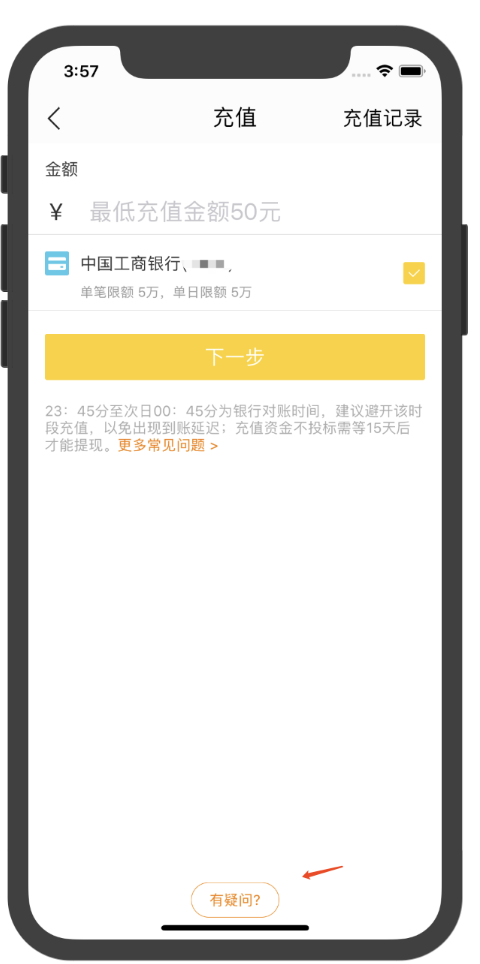 3:57
充值
充值记录
金额
¥ 最低充值金额50元
中国工商银行
单笔限额 5万，单日限额 5万
下一步
23：45分至次日00：45分为银行对账时间，建议避开该时
段充值，以免出现到账延迟；充值资金不投标需等15天后
才能提现。更多常见问题 >
有疑问?